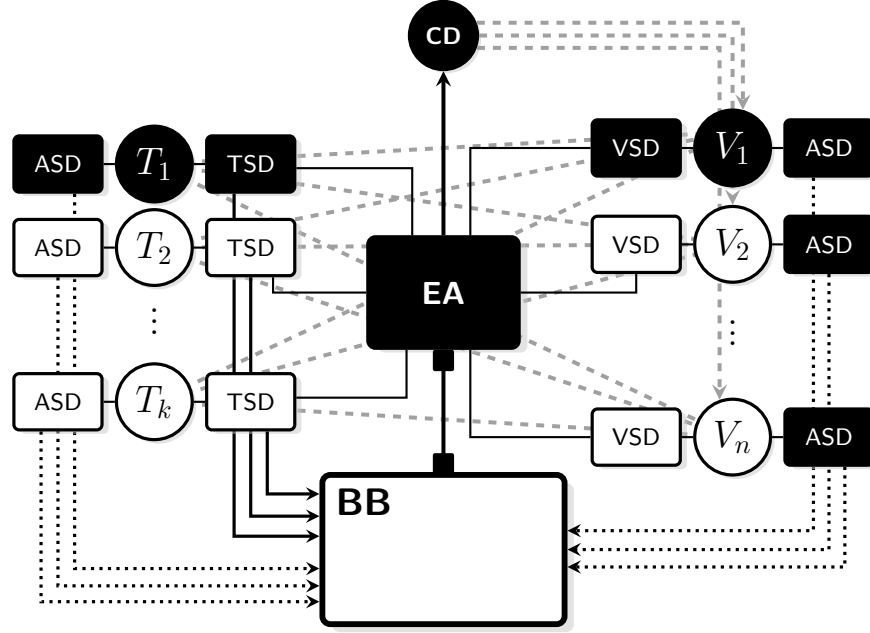 CD
ASD T₁ TSD VSD V₁ ASD
ASD T₂ TSD VSD V₂ ASD
EA
⋮ ⋮
ASD Tₖ TSD VSD Vₙ ASD
BB